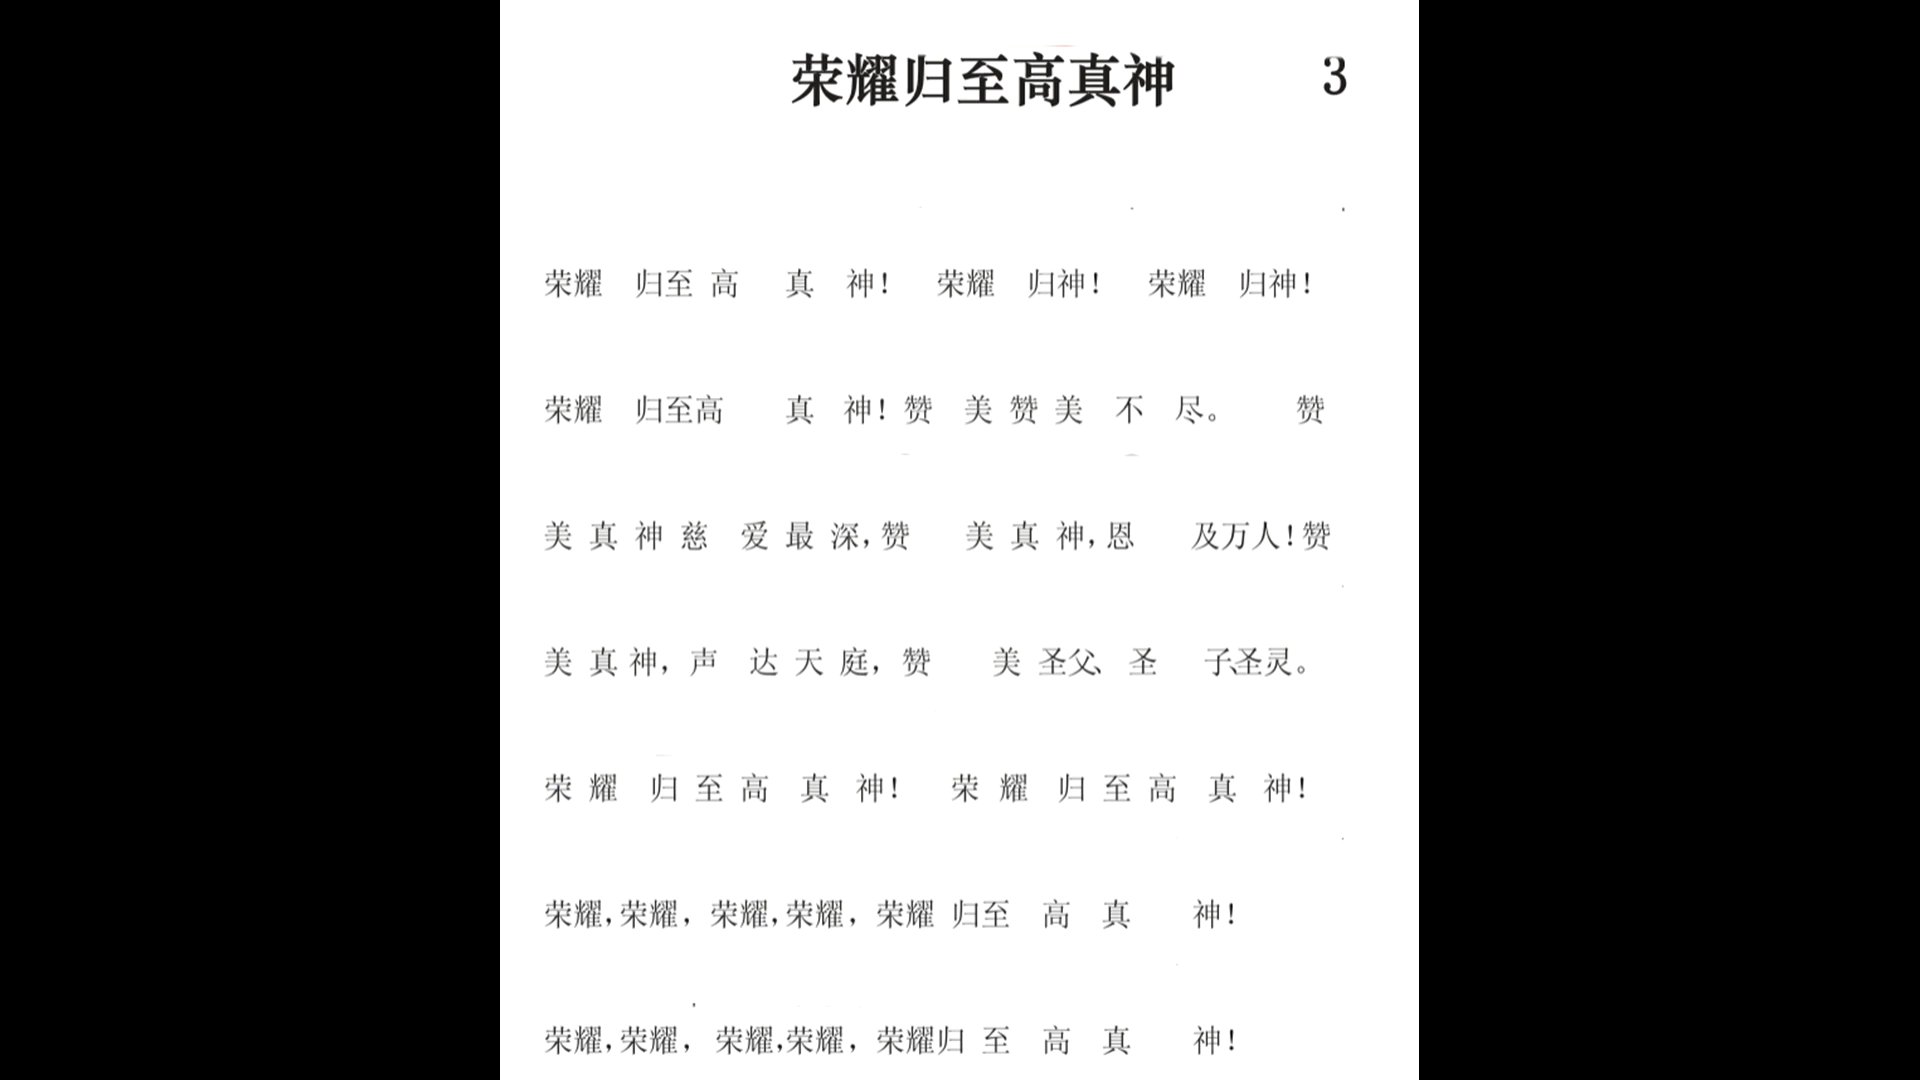 荣耀归至高真神 3
荣耀 归至 高 真 神! 荣耀 归神! 荣耀 归神!
荣耀 归至高 真 神! 赞 美 赞 美 不 尽。 赞
美 真 神 慈 爱 最 深, 赞 美 真 神, 恩 及万人! 赞
美 真 神, 声 达 天 庭, 赞 美 圣父、 圣 子、圣灵。
荣 耀 归 至 高 真 神! 荣 耀 归 至 高 真 神!
荣耀, 荣耀, 荣耀, 荣耀, 荣耀 归至 高 真 神!
荣耀, 荣耀, 荣耀, 荣耀, 荣耀归 至 高 真 神!